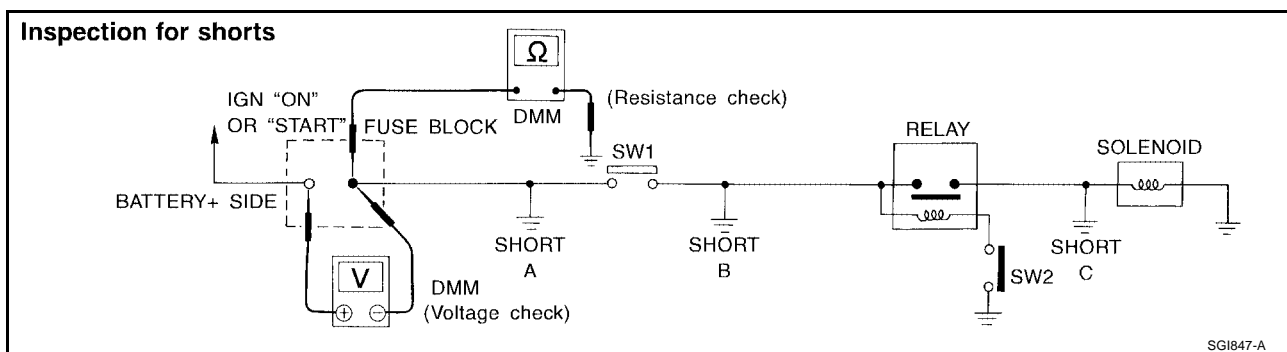 Inspection for shorts
Ω
DMM
(Resistance check)
IGN “ON”
OR “START”
FUSE BLOCK
SW1
RELAY
SOLENOID
BATTERY+ SIDE
SHORT
A
SHORT
B
SHORT
C
SW2
V
+ −
DMM
(Voltage check)
SGI847-A